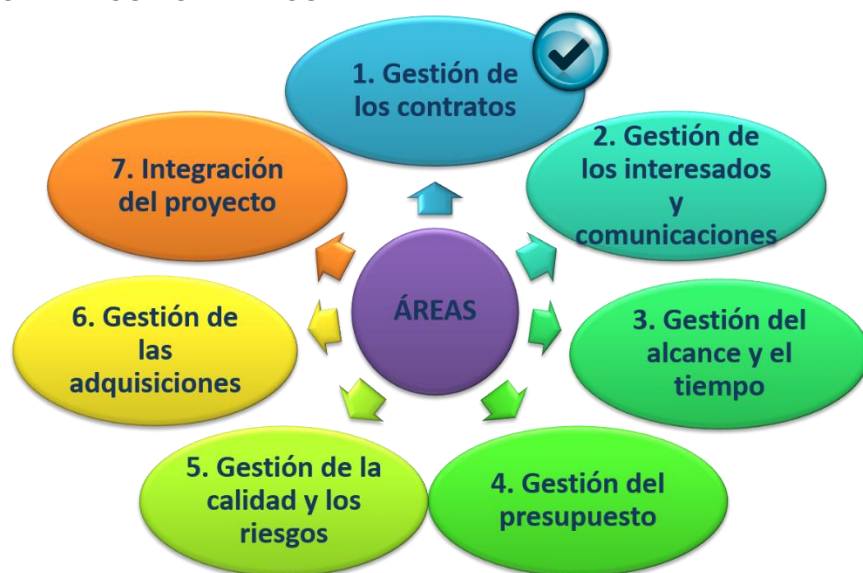 1. Gestión de
los contratos
2. Gestión de
los interesados
y
comunicaciones
3. Gestión del
alcance y el
tiempo
4. Gestión del
presupuesto
5. Gestión de la
calidad y los
riesgos
6. Gestión de
las
adquisiciones
7. Integración
del proyecto
ÁREAS